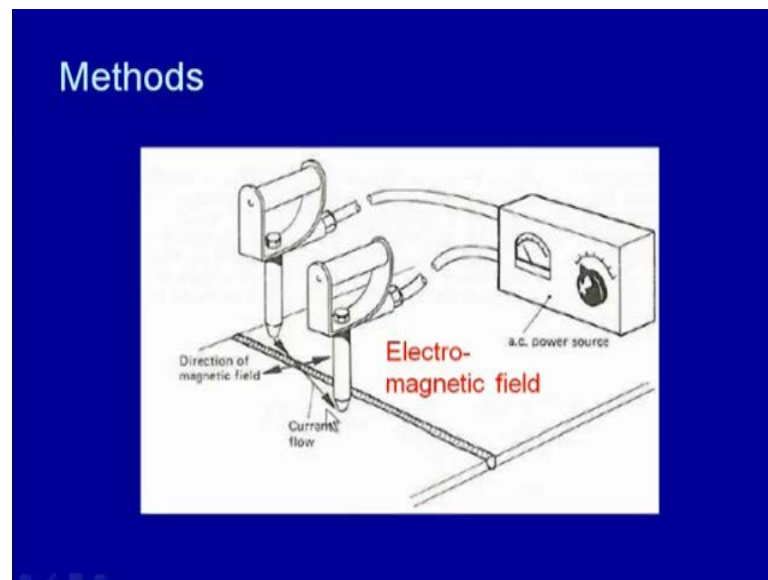 Methods
a.c. power source
Electro-
magnetic field
Direction of
magnetic field
Current
flow